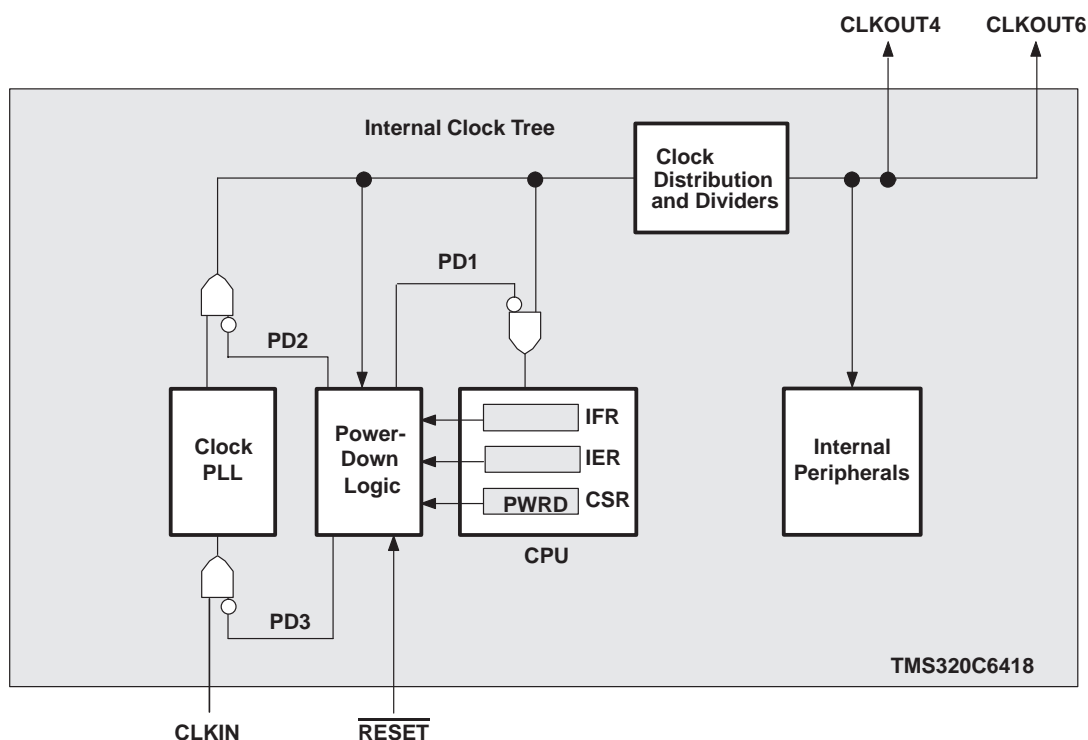 CLKOUT4
CLKOUT6
Internal Clock Tree
Clock
Distribution
and Dividers
PD1
PD2
Clock
PLL
Power-
Down
Logic
IFR
IER
PWRD
CSR
CPU
Internal
Peripherals
PD3
TMS320C6418
CLKIN
RESET